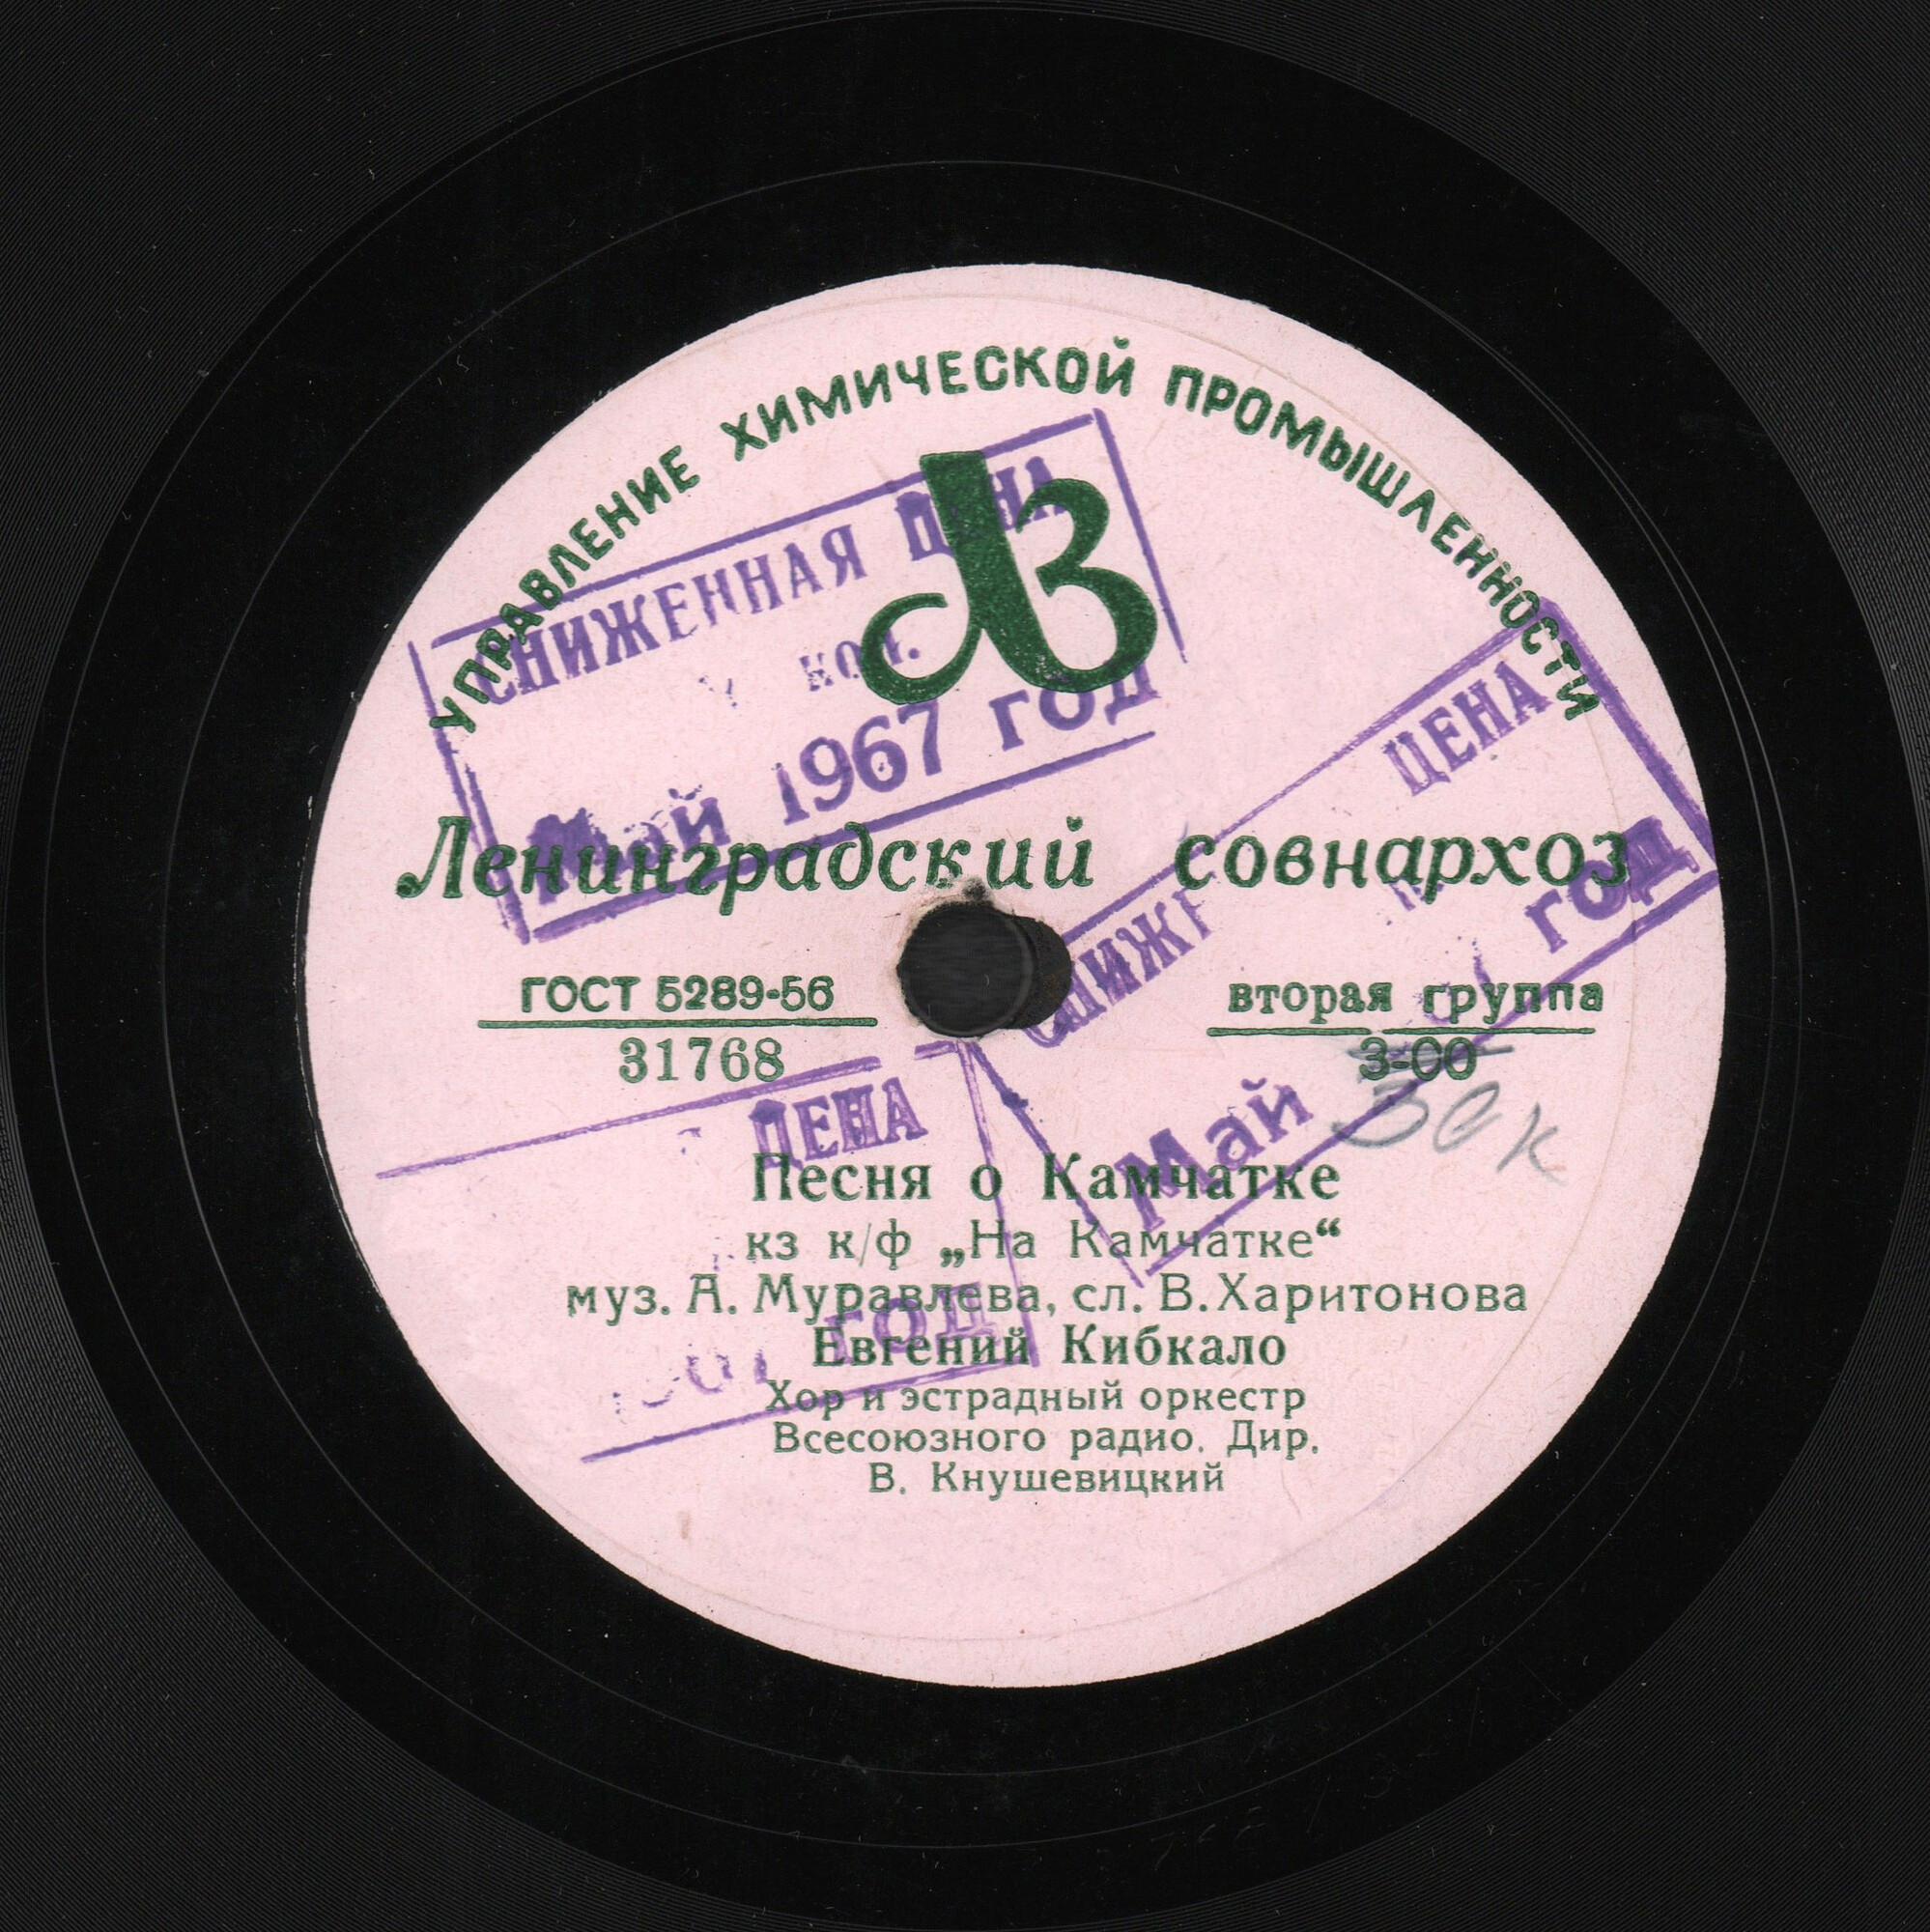 УПРАВЛЕНИЕ ХИМИЧЕСКОЙ ПРОМЫШЛЕННОСТИ
СНИЖЕННАЯ ЦЕНА
коп.
Май 1967 год
Ленинградский совнархоз
ЦЕНА
год
Май
ГОСТ 5289-56
31768
вторая группа
3-00
ЦЕНА
год
Песня о Камчатке
кз к/ф „На Камчатке“
муз. А. Муравлева, сл. В. Харитонова
Евгений Кибкало
Хор и эстрадный оркестр
Всесоюзного радио. Дир.
В. Кнушевицкий